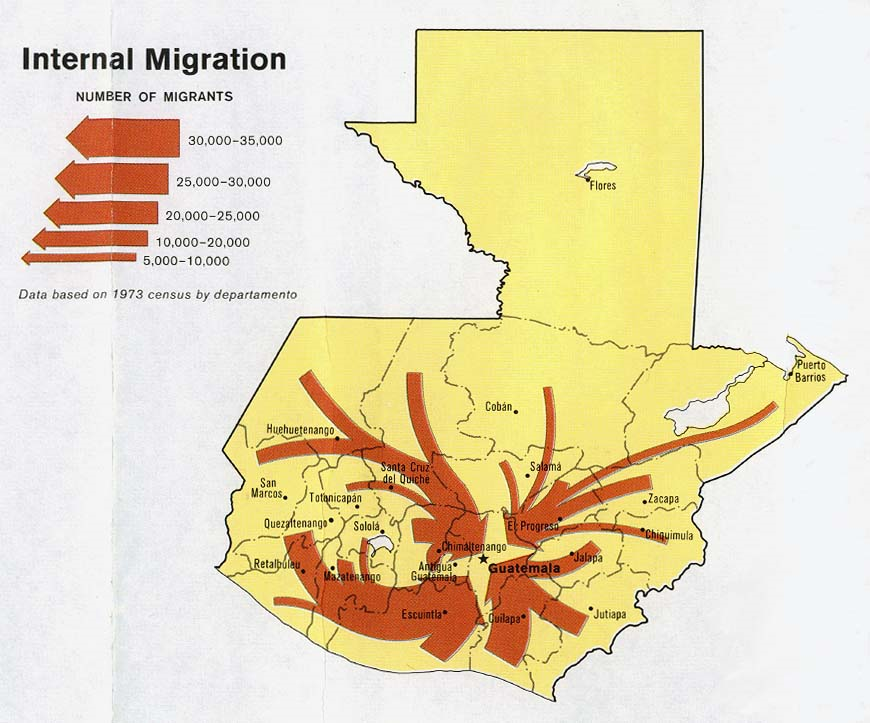 Internal Migration
NUMBER OF MIGRANTS
30,000–35,000
25,000–30,000
20,000–25,000
10,000–20,000
5,000–10,000
Data based on 1973 census by departamento
Flores
Puerto
Barrios
Cobán
Huehuetenango
Santa Cruz
del Quiché
Salamá
San
Marcos
Totonicapán
Zacapa
Quezaltenango
Sololá
El Progreso
Chiquimula
Chimaltenango
Jalapa
Retalhuleu
Mazatenango
Antigua
Guatemala
Guatemala
Escuintla
Cuilapa
Jutiapa